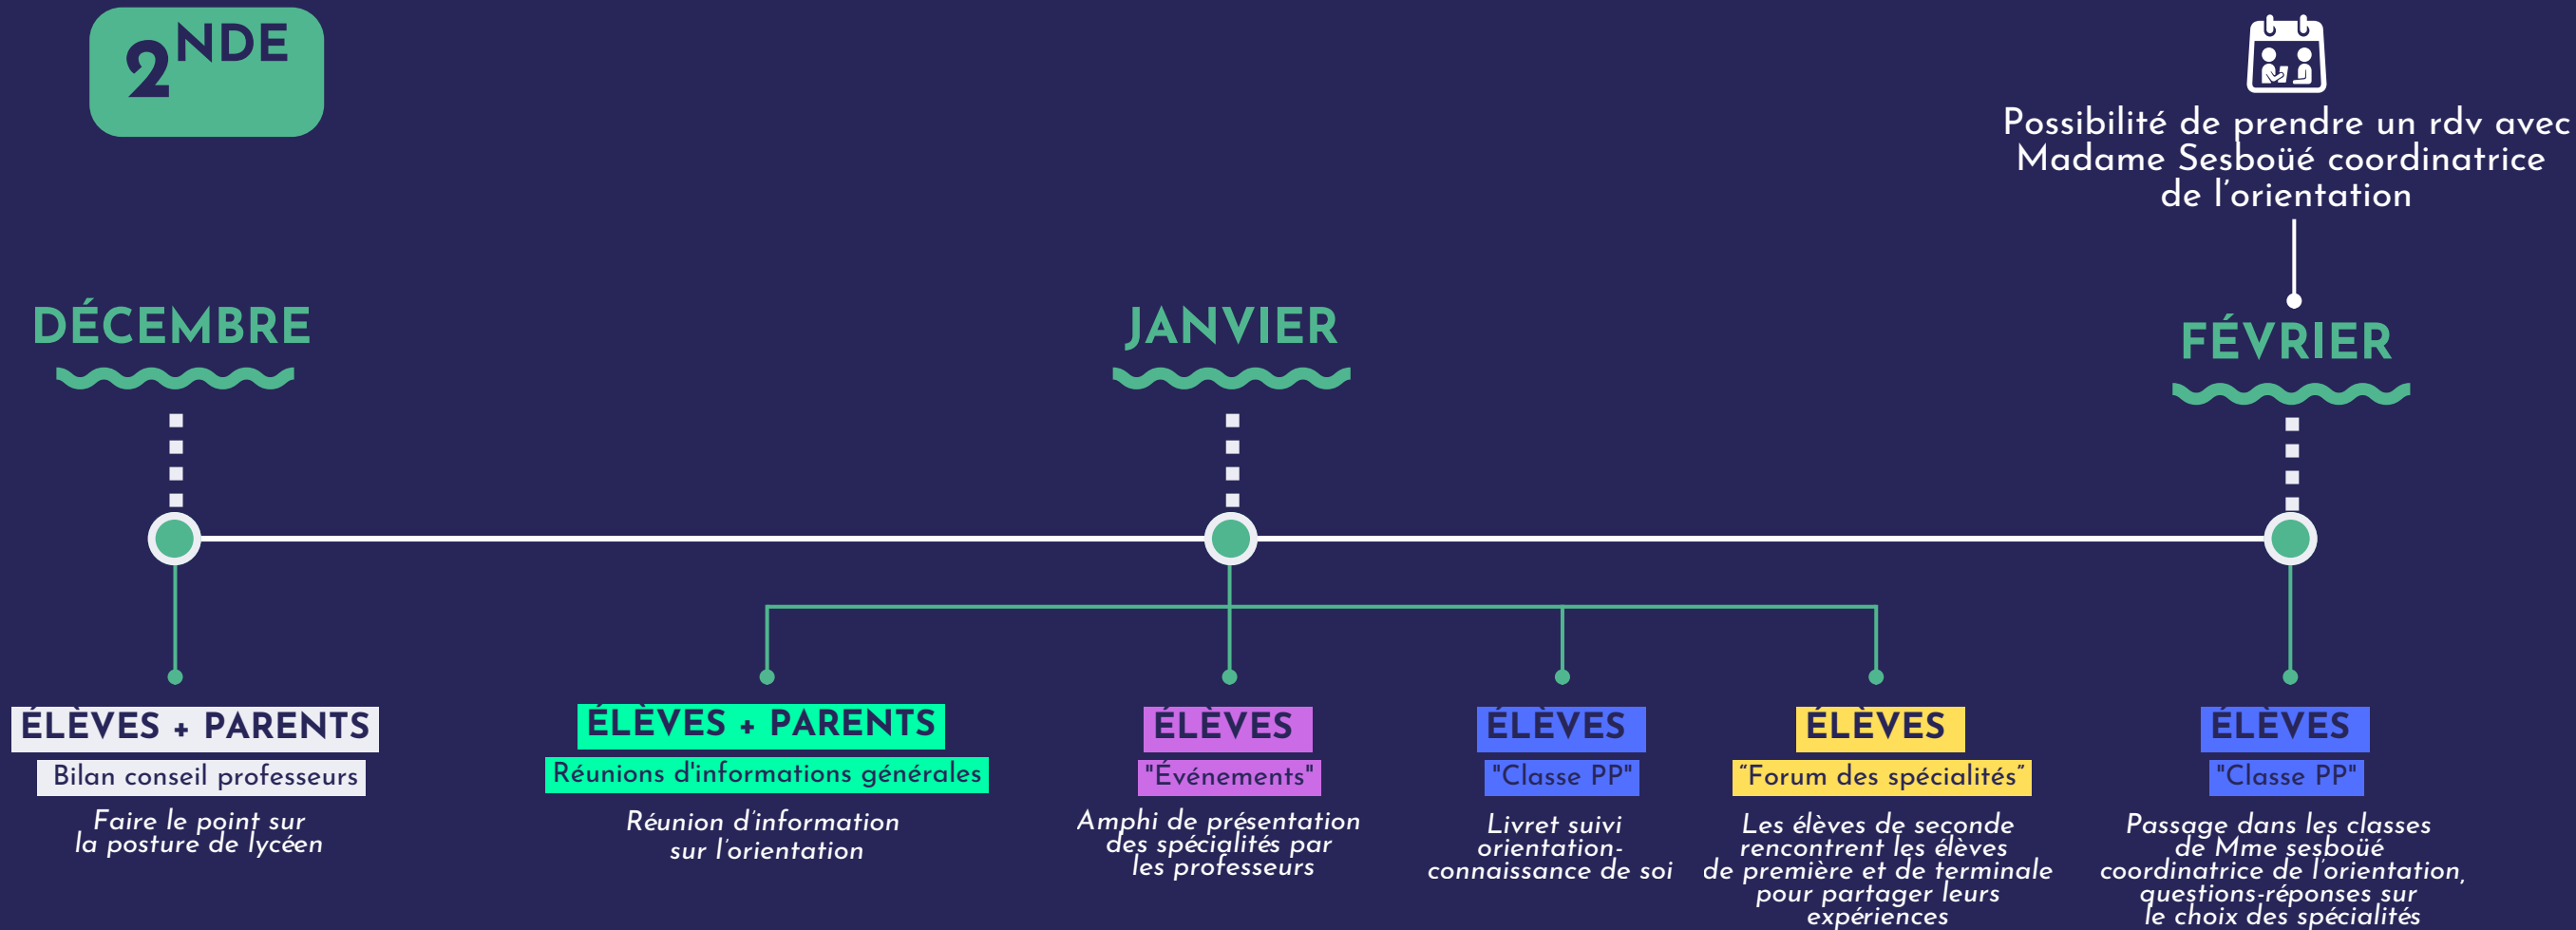 2NDE
Possibilité de prendre un rdv avec
Madame Sesboüé coordinatrice
de l'orientation
DÉCEMBRE
JANVIER
FÉVRIER
ÉLÈVES + PARENTS
Bilan conseil professeurs
Faire le point sur
la posture de lycéen
ÉLÈVES + PARENTS
Réunions d'informations générales
Réunion d'information
sur l'orientation
ÉLÈVES
"Événements"
Amphi de présentation
des spécialités par
les professeurs
ÉLÈVES
"Classe PP"
Livret suivi
orientation-
connaissance de soi
ÉLÈVES
“Forum des spécialités”
Les élèves de seconde
rencontrent les élèves
de première et de terminale
pour partager leurs
expériences
ÉLÈVES
"Classe PP"
Passage dans les classes
de Mme sesboüé
coordinatrice de l'orientation,
questions-réponses sur
le choix des spécialités